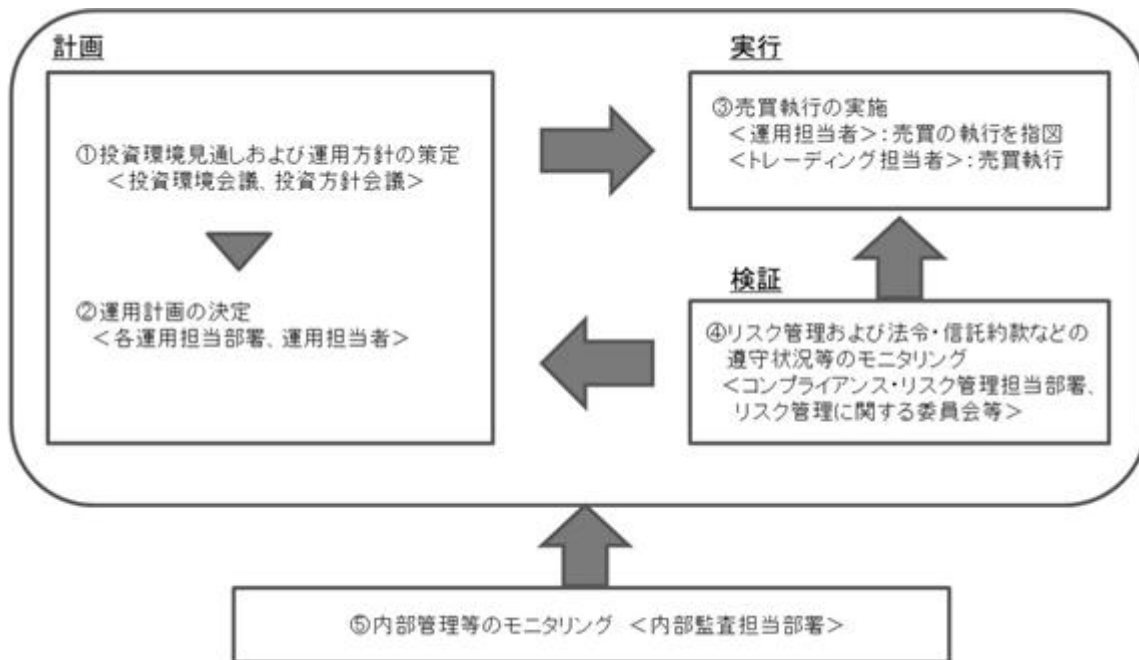 計画
①投資環境見通しおよび運用方針の策定
＜投資環境会議、投資方針会議＞
②運用計画の決定
＜各運用担当部署、運用担当者＞
実行
③売買執行の実施
＜運用担当者＞：売買の執行を指図
＜トレーディング担当者＞：売買執行
検証
④リスク管理および法令・信託約款などの
遵守状況等のモニタリング
＜コンプライアンス・リスク管理担当部署、
リスク管理に関する委員会等＞
⑤内部管理等のモニタリング ＜内部監査担当部署＞